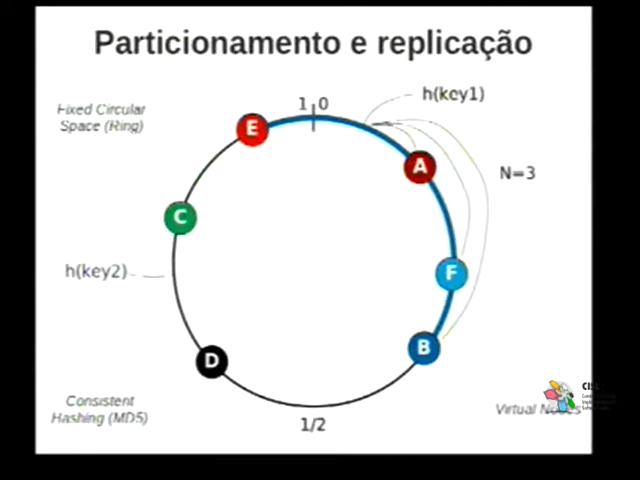 Particionamento e replicação
Fixed Circular
Space (Ring)
1 0
h(key1)
E
A
N=3
C
h(key2)
F
B
D
Consistent
Hashing (MD5)
1/2
Virtual Nodes